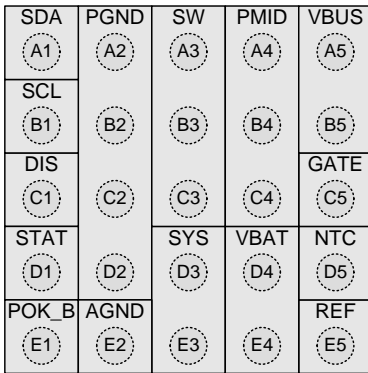 SDA PGND SW PMID VBUS
A1 A2 A3 A4 A5
SCL
B1 B2 B3 B4 B5
DIS GATE
C1 C2 C3 C4 C5
STAT SYS VBAT NTC
D1 D2 D3 D4 D5
POK_B AGND REF
E1 E2 E3 E4 E5